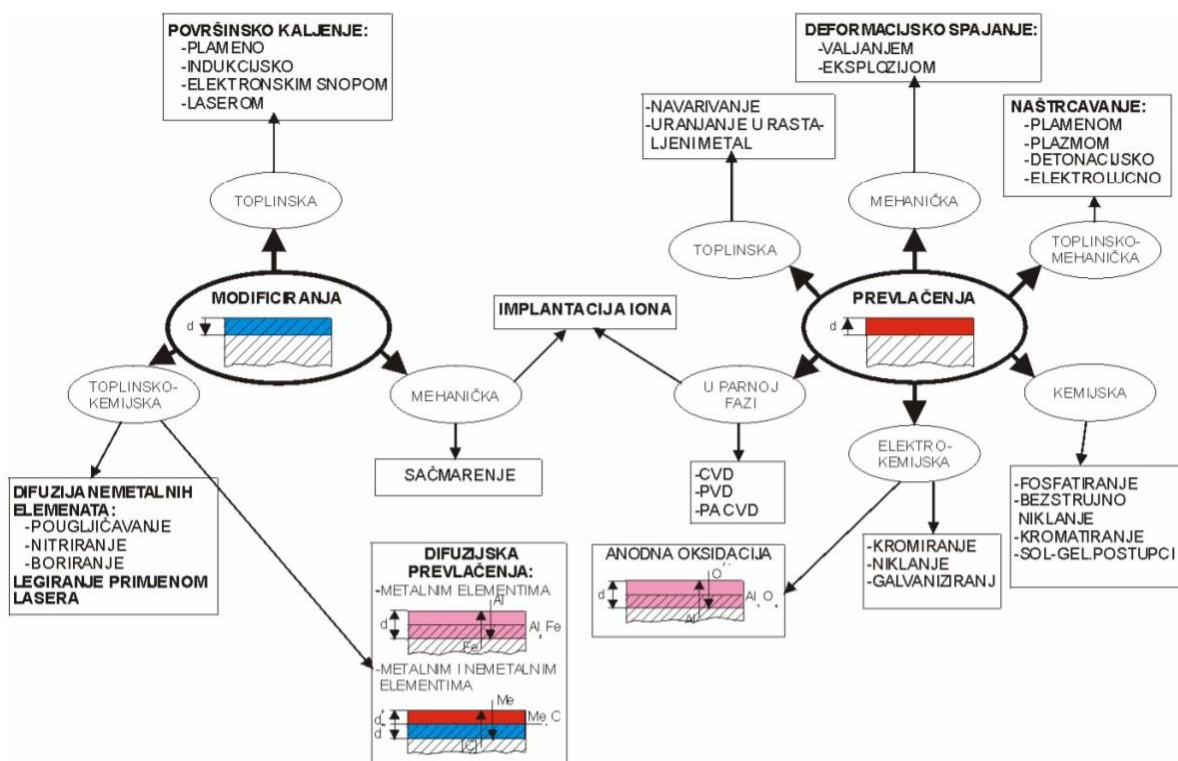 POVRŠINSKO KALJENJE:
-PLAMENO
-INDUKCIJSKO
-ELEKTRONSKIM SNOPOM
-LASEROM
DEFORMACIJSKO SPAJANJE:
-VALJANJEM
-EKSPLOZIJOM
-NAVARIVANJE
-URANJANJE U RASTA-
LJENI METAL
NAŠTRCAVANJE:
-PLAMENOM
-PLAZMOM
-DETONACIJSKO
-ELEKTROLUCNO
TOPLINSKA
MEHANIČKA
TOPLINSKA
TOPLINSKO-
MEHANIČKA
MODIFICIRANJA
d
IMPLANTACIJA IONA
PREVLAČENJA
d
TOPLINSKO-
KEMIJSKA
MEHANIČKA
U PARNOJ
FAZI
KEMIJSKA
ELEKTRO-
KEMIJSKA
SAČMARENJE
-CVD
-PVD
-PACVD
DIFUZIJA NEMETALNIH
ELEMENATA:
-POUGLJIČAVANJE
-NITRIRANJE
-BORIRANJE
LEGIRANJE PRIMJENOM
LASERA
-FOSFATIRANJE
-BEZSTRUJNO
NIKLANJE
-KROMATIRANJE
-SOL-GEL.POSTUPCI
-KROMIRANJE
-NIKLANJE
-GALVANIZIRANJ
ANODNA OKSIDACIJA
O''
d
Al, O,
Al
DIFUZIJSKA
PREVLAČENJA:
-METALNIM ELEMENTIMA
Al
d
Al, Fe
Fe
-METALNIM I NEMETALNIM
ELEMENTIMA
Me
d
Me, C
d
C